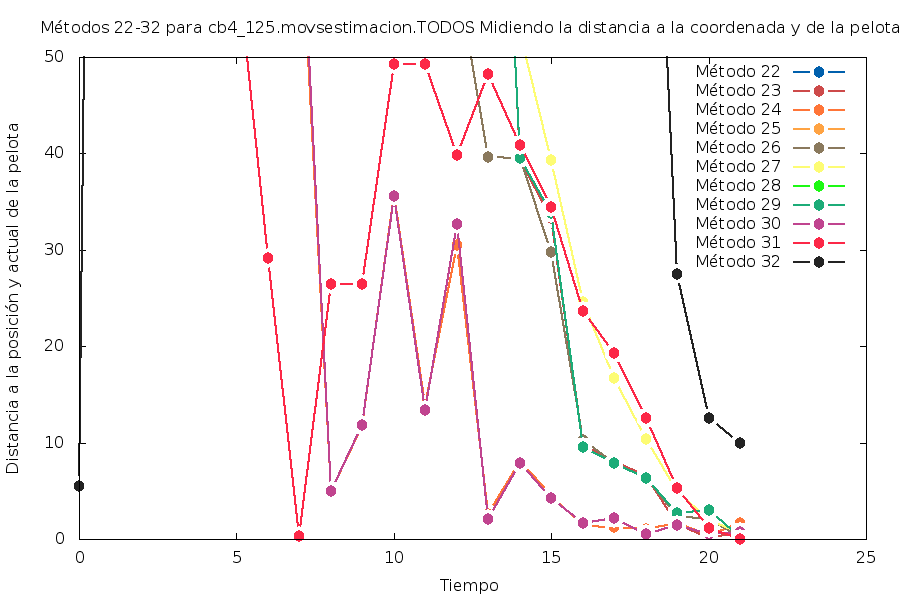 Métodos 22-32 para cb4_125.movsestimacion.TODOS Midiendo la distancia a la coordenada y de la pelota
Distancia a la posición y actual de la pelota
50
40
30
20
10
0
Método 22
Método 23
Método 24
Método 25
Método 26
Método 27
Método 28
Método 29
Método 30
Método 31
Método 32
0 5 10 15 20 25
Tiempo